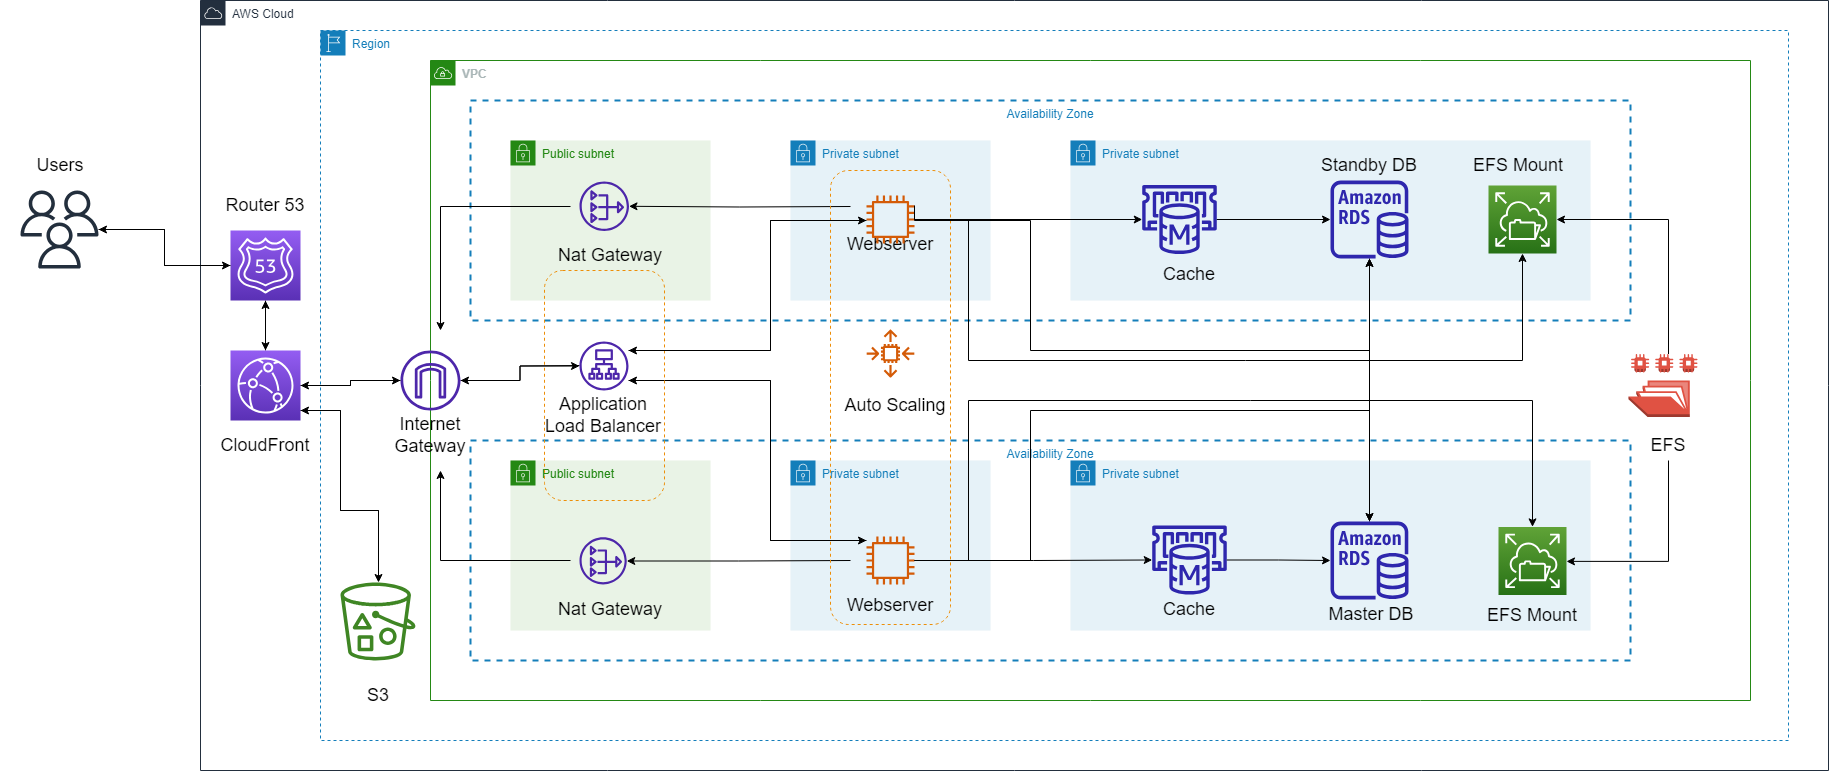 AWS Cloud
Region
VPC
Availability Zone
Users
Router 53
53
CloudFront
Internet
Gateway
S3
Public subnet
Nat Gateway
Private subnet
Webserver
Private subnet
M
Cache
Standby DB
Amazon
RDS
EFS Mount
Application
Load Balancer
Auto Scaling
EFS
Availability Zone
Public subnet
Nat Gateway
Private subnet
Webserver
Private subnet
M
Cache
Amazon
RDS
Master DB
EFS Mount